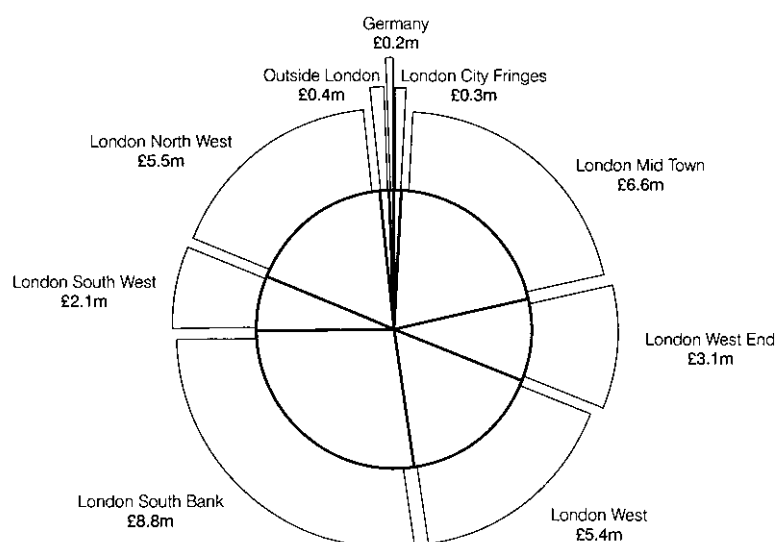 Germany
£0.2m
Outside London
£0.4m
London City Fringes
£0.3m
London North West
£5.5m
London Mid Town
£6.6m
London South West
£2.1m
London West End
£3.1m
London South Bank
£8.8m
London West
£5.4m